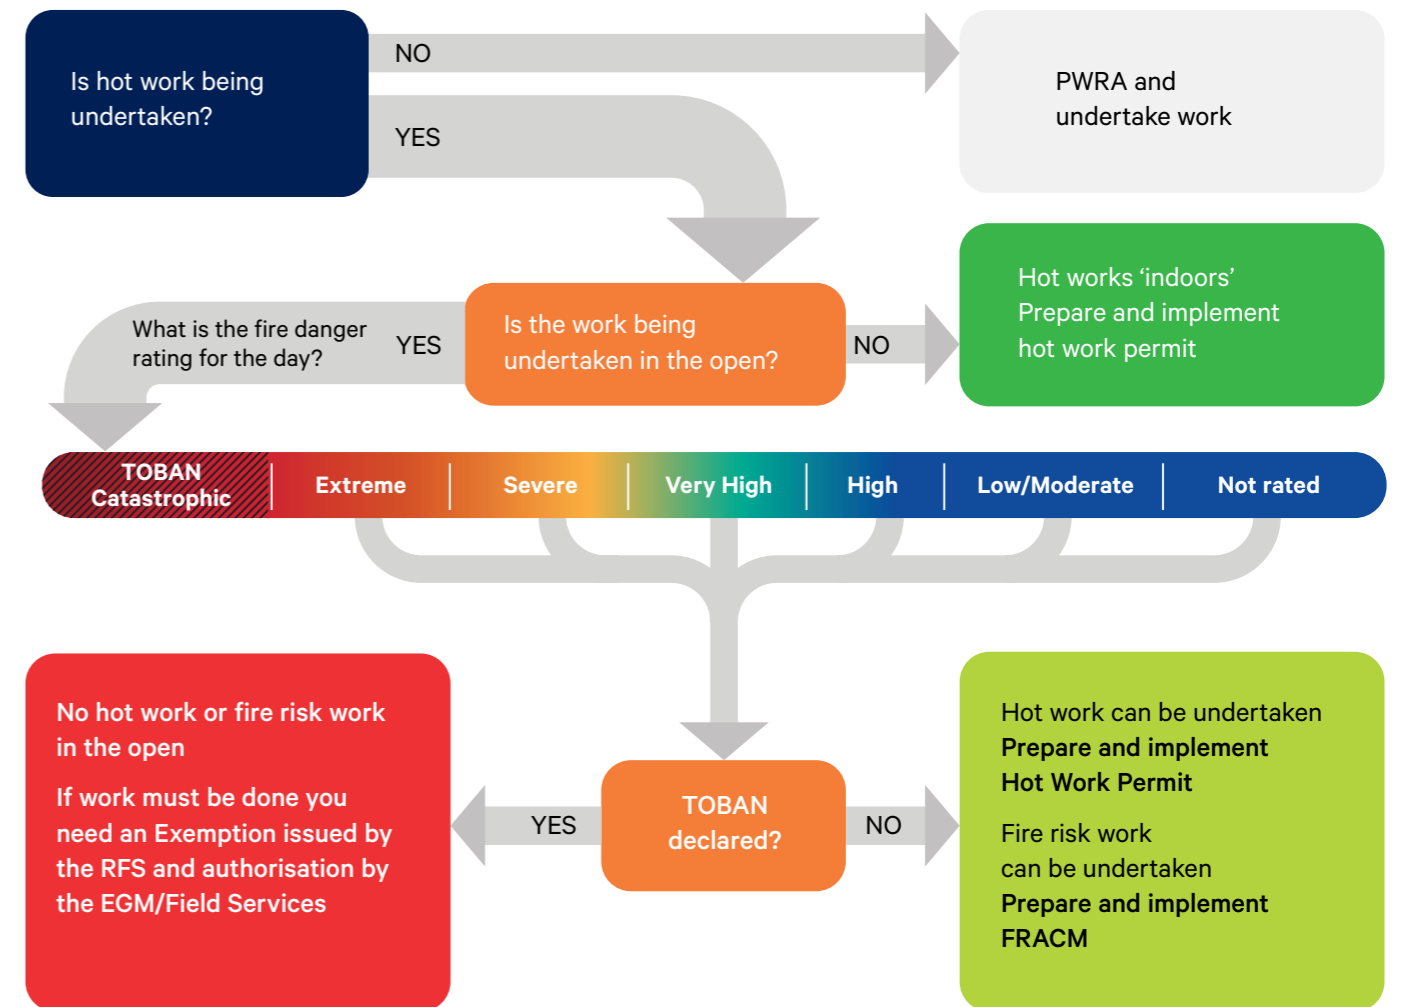 Is hot work being
undertaken?
NO
YES
PWRA and
undertake work
Is the work being
undertaken in the open?
NO
Hot works ‘indoors’
Prepare and implement
hot work permit
YES
What is the fire danger
rating for the day?
TOBAN
Catastrophic
Extreme
Severe
Very High
High
Low/Moderate
Not rated
TOBAN
declared?
YES
No hot work or fire risk work
in the open
If work must be done you
need an Exemption issued by
the RFS and authorisation by
the EGM/Field Services
NO
Hot work can be undertaken
Prepare and implement
Hot Work Permit
Fire risk work
can be undertaken
Prepare and implement
FRACM